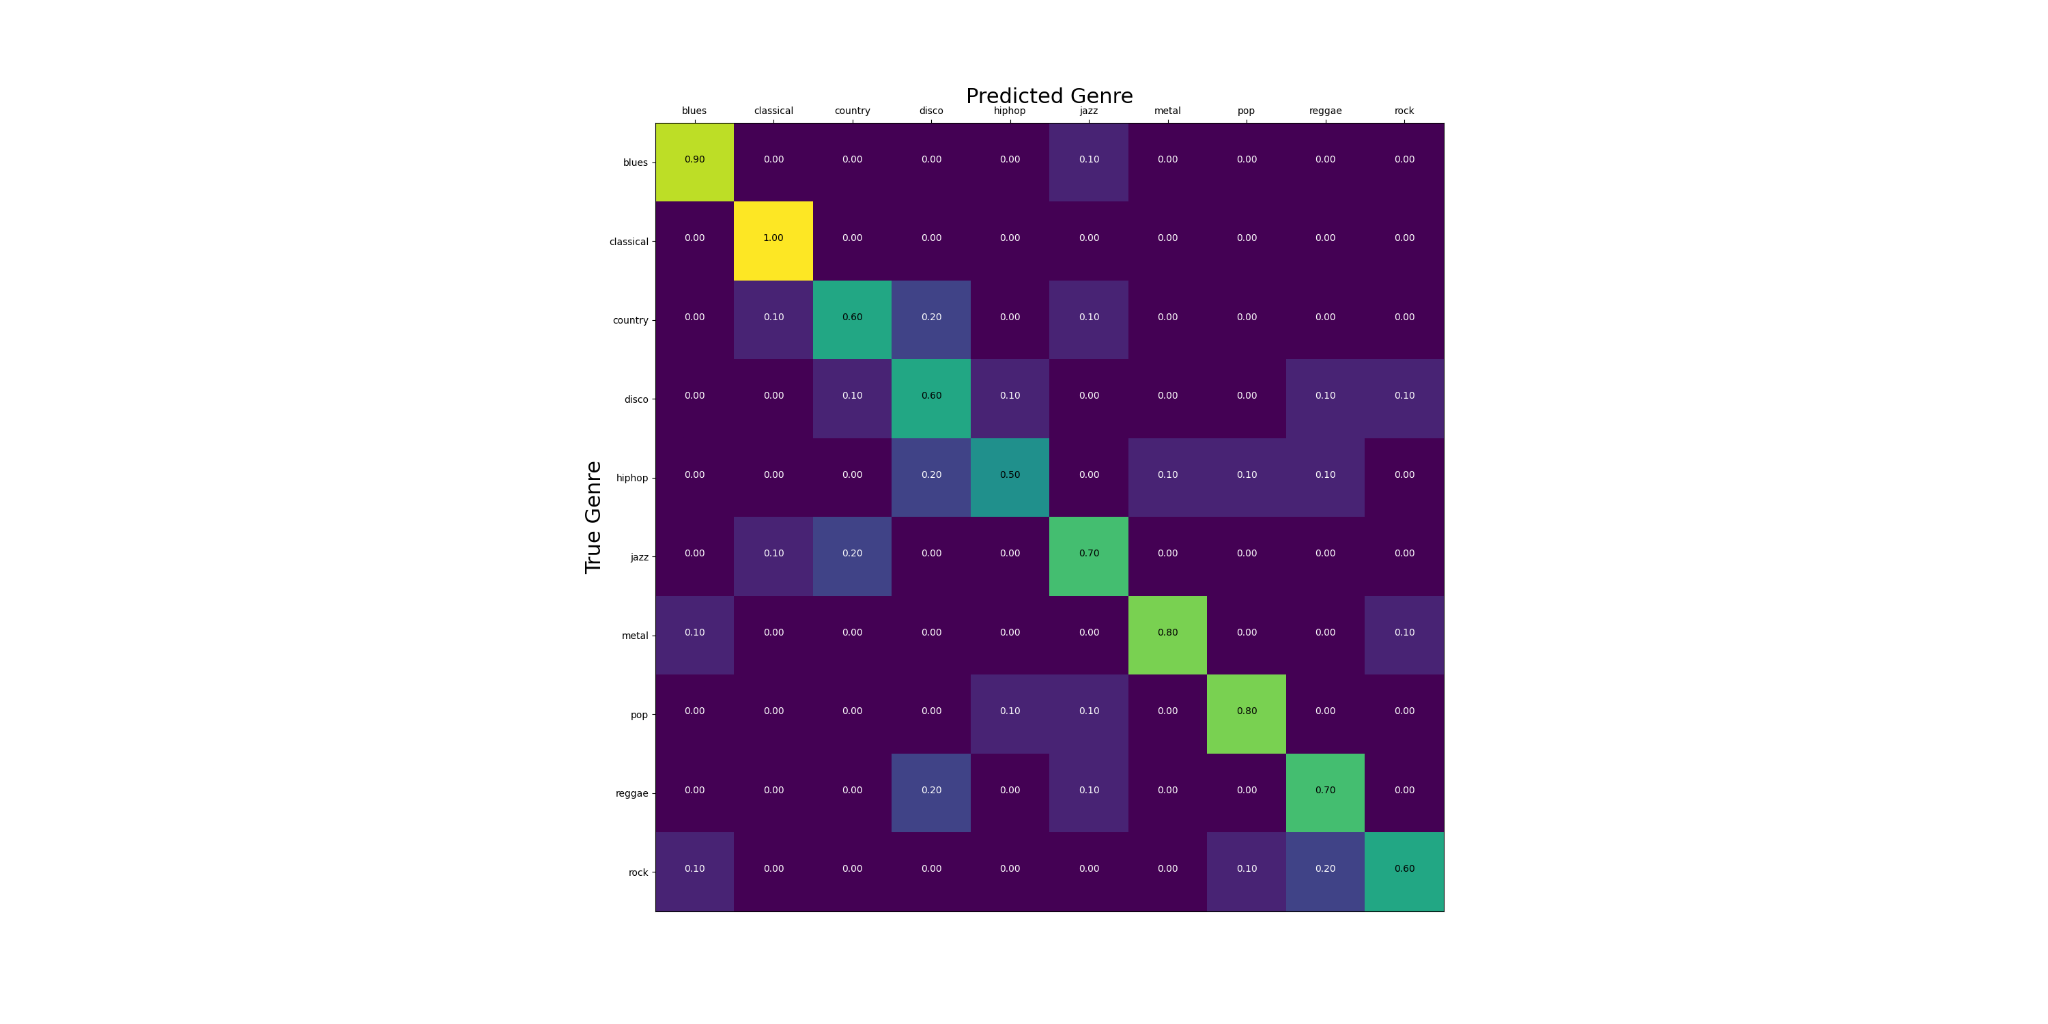 Predicted Genre
blues classical country disco hiphop jazz metal pop reggae rock
blues 0.90 0.00 0.00 0.00 0.00 0.10 0.00 0.00 0.00 0.00
classical 0.00 1.00 0.00 0.00 0.00 0.00 0.00 0.00 0.00 0.00
country 0.00 0.10 0.60 0.20 0.00 0.10 0.00 0.00 0.00 0.00
disco 0.00 0.00 0.10 0.60 0.10 0.00 0.00 0.00 0.10 0.10
hiphop 0.00 0.00 0.00 0.20 0.50 0.00 0.10 0.10 0.10 0.00
True Genre
jazz 0.00 0.10 0.20 0.00 0.00 0.70 0.00 0.00 0.00 0.00
metal 0.10 0.00 0.00 0.00 0.00 0.00 0.80 0.00 0.00 0.10
pop 0.00 0.00 0.00 0.00 0.10 0.10 0.00 0.80 0.00 0.00
reggae 0.00 0.00 0.00 0.20 0.00 0.10 0.00 0.00 0.70 0.00
rock 0.10 0.00 0.00 0.00 0.00 0.00 0.00 0.10 0.20 0.60